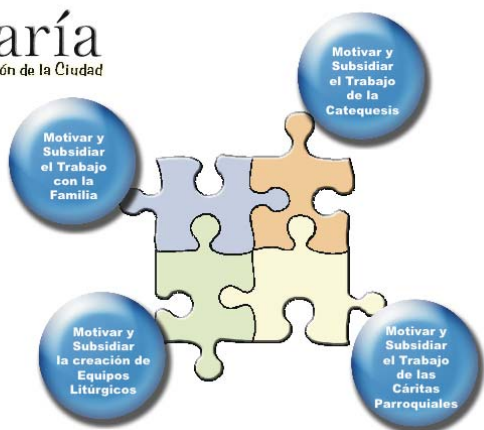 aría
ón de la Ciudad
Motivar y
Subsidiar
el Trabajo
de la
Catequesis
Motivar y
Subsidiar
el Trabajo
con la
Familia
Motivar y
Subsidiar
la creación de
Equipos
Litúrgicos
Motivar y
Subsidiar
el Trabajo
de las
Cáritas
Parroquiales